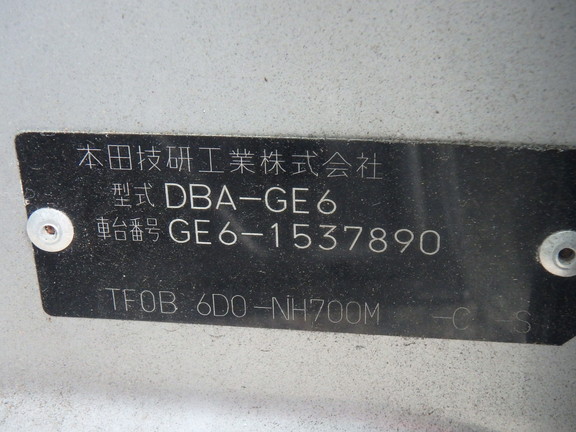 本田技研工業株式会社
型式 DBA-GE6
車台番号 GE6-1537890
TF0B 6D0-NH700M -C -S